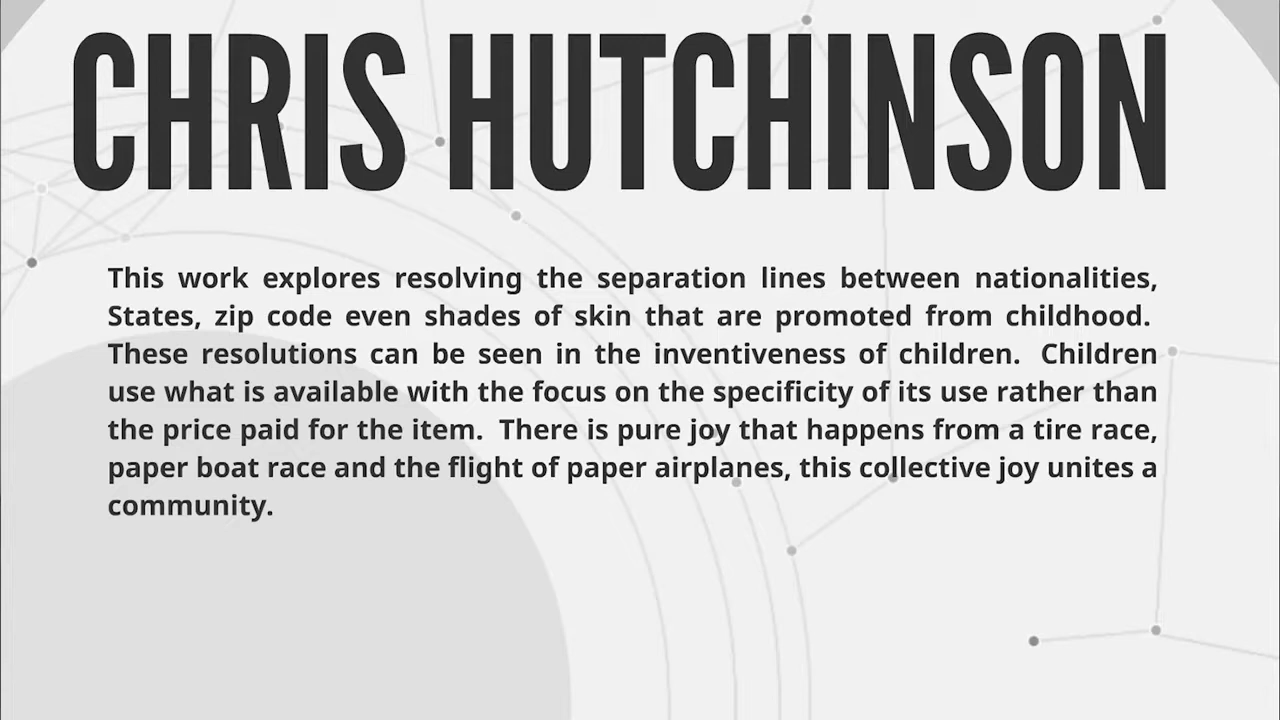 CHRIS HUTCHINSON
This work explores resolving the separation lines between nationalities,
States, zip code even shades of skin that are promoted from childhood.
These resolutions can be seen in the inventiveness of children.  Children
use what is available with the focus on the specificity of its use rather than
the price paid for the item.  There is pure joy that happens from a tire race,
paper boat race and the flight of paper airplanes, this collective joy unites a
community.